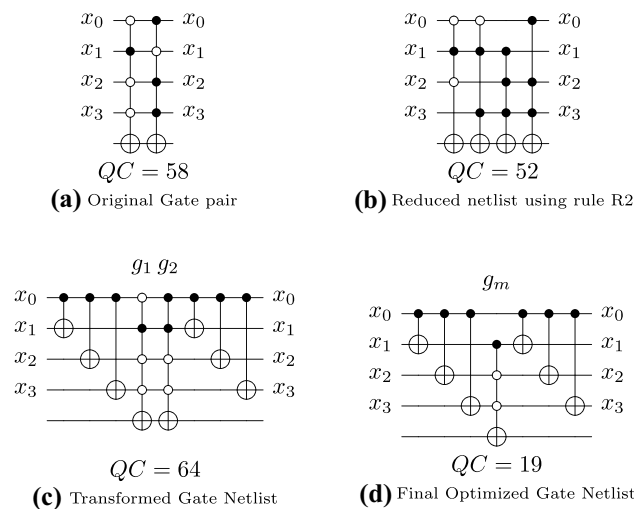 x₀ x₀ x₀ x₀
x₁ x₁ x₁ x₁
x₂ x₂ x₂ x₂
x₃ x₃ x₃ x₃
QC = 58 QC = 52
(a) Original Gate pair (b) Reduced netlist using rule R2
g₁ g₂ gₘ
x₀ x₀ x₀ x₀
x₁ x₁ x₁ x₁
x₂ x₂ x₂ x₂
x₃ x₃ x₃ x₃
QC = 64 QC = 19
(c) Transformed Gate Netlist (d) Final Optimized Gate Netlist